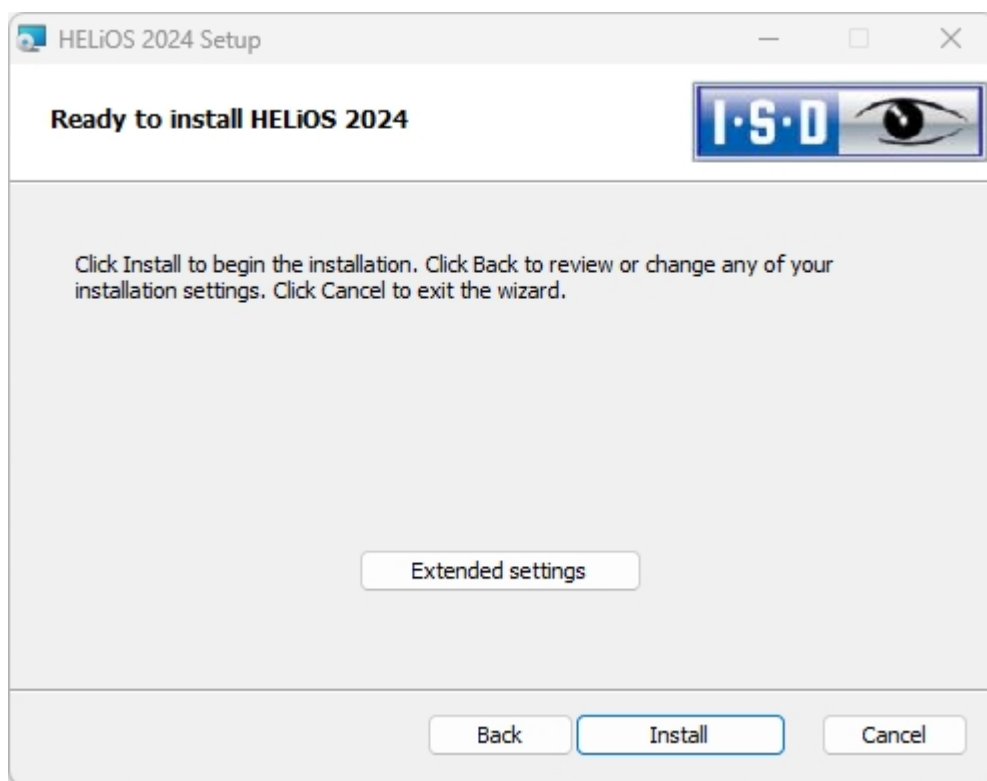 HELiOS 2024 Setup
Ready to install HELiOS 2024
I·S·D
Click Install to begin the installation. Click Back to review or change any of your
installation settings. Click Cancel to exit the wizard.
Extended settings
Back Install Cancel